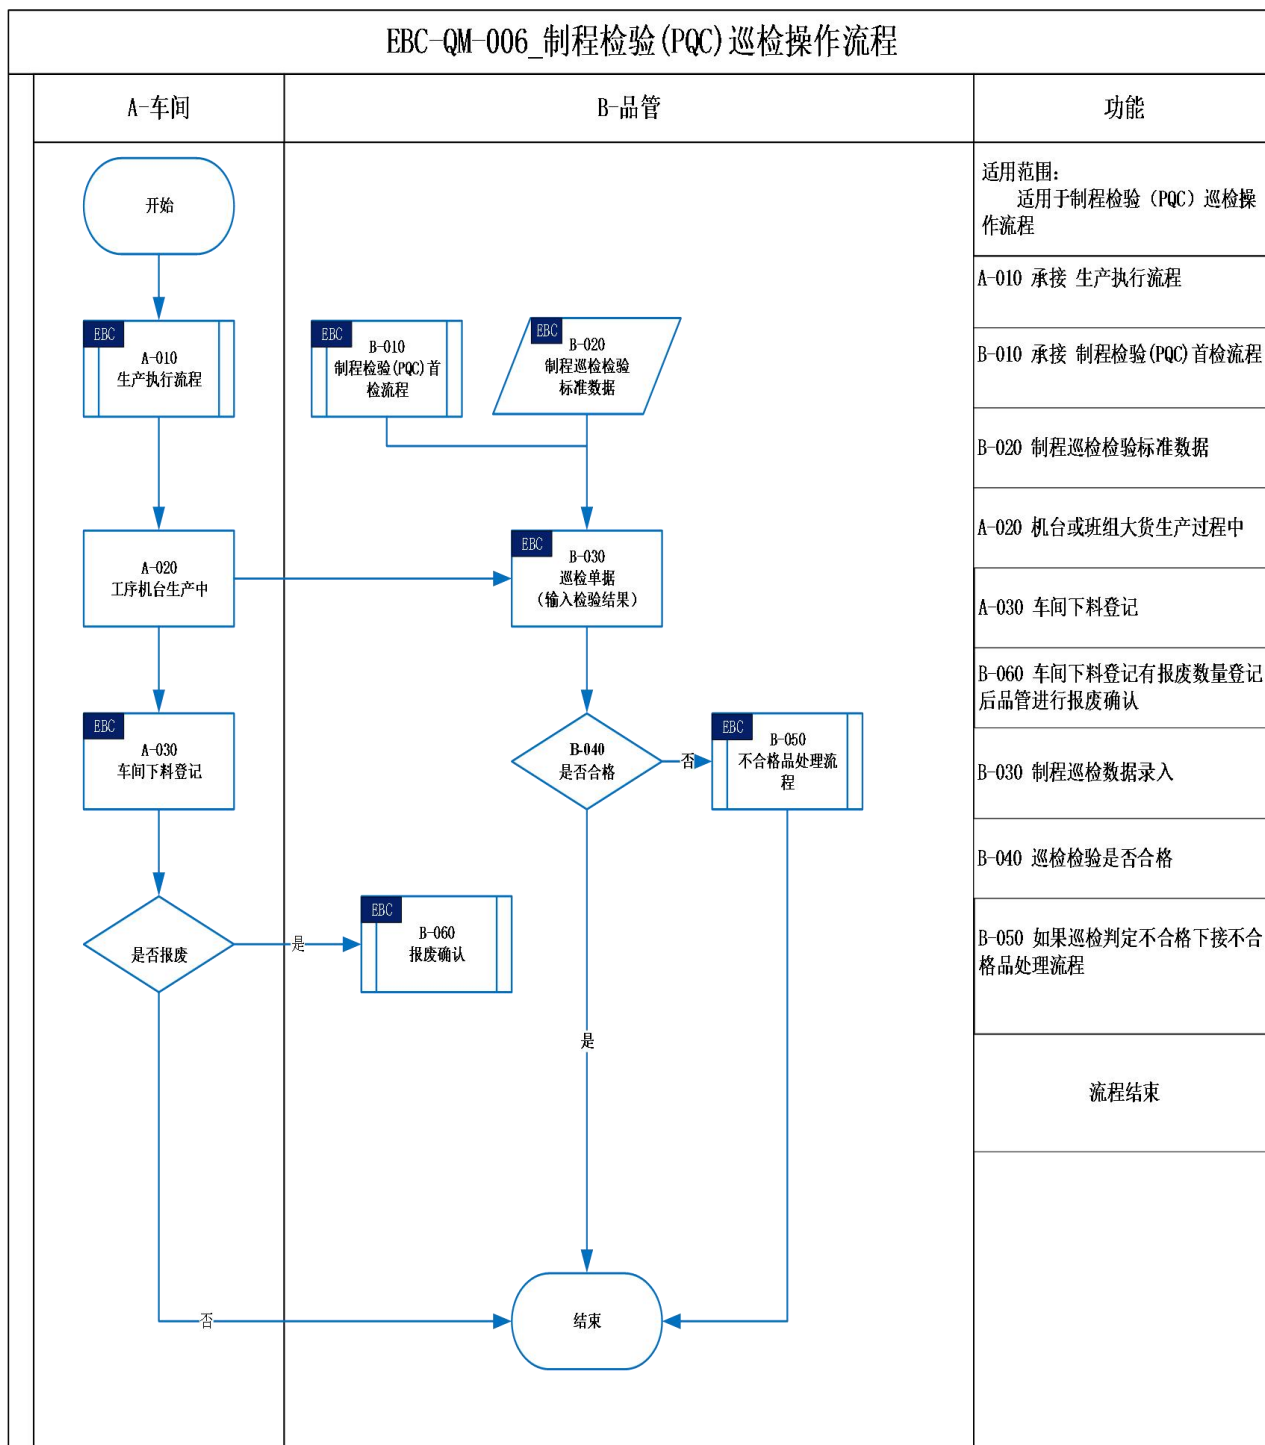 EBC-QM-006_制程检验(PQC)巡检操作流程
A-车间
B-品管
功能
开始
EBC
A-010
生产执行流程
EBC
B-010
制程检验(PQC)首
检流程
EBC
B-020
制程巡检检验
标准数据
A-020
工序机台生产中
EBC
B-030
巡检单据
（输入检验结果）
EBC
A-030
车间下料登记
B-040
是否合格
否
EBC
B-050
不合格品处理流
程
是否报废
是
EBC
B-060
报废确认
是
否
结束
适用范围：
适用于制程检验（PQC）巡检操
作流程
A-010 承接 生产执行流程
B-010 承接 制程检验(PQC)首检流程
B-020 制程巡检检验标准数据
A-020 机台或班组大货生产过程中
A-030 车间下料登记
B-060 车间下料登记有报废数量登记
后品管进行报废确认
B-030 制程巡检数据录入
B-040 巡检检验是否合格
B-050 如果巡检判定不合格下接不合
格品处理流程
流程结束